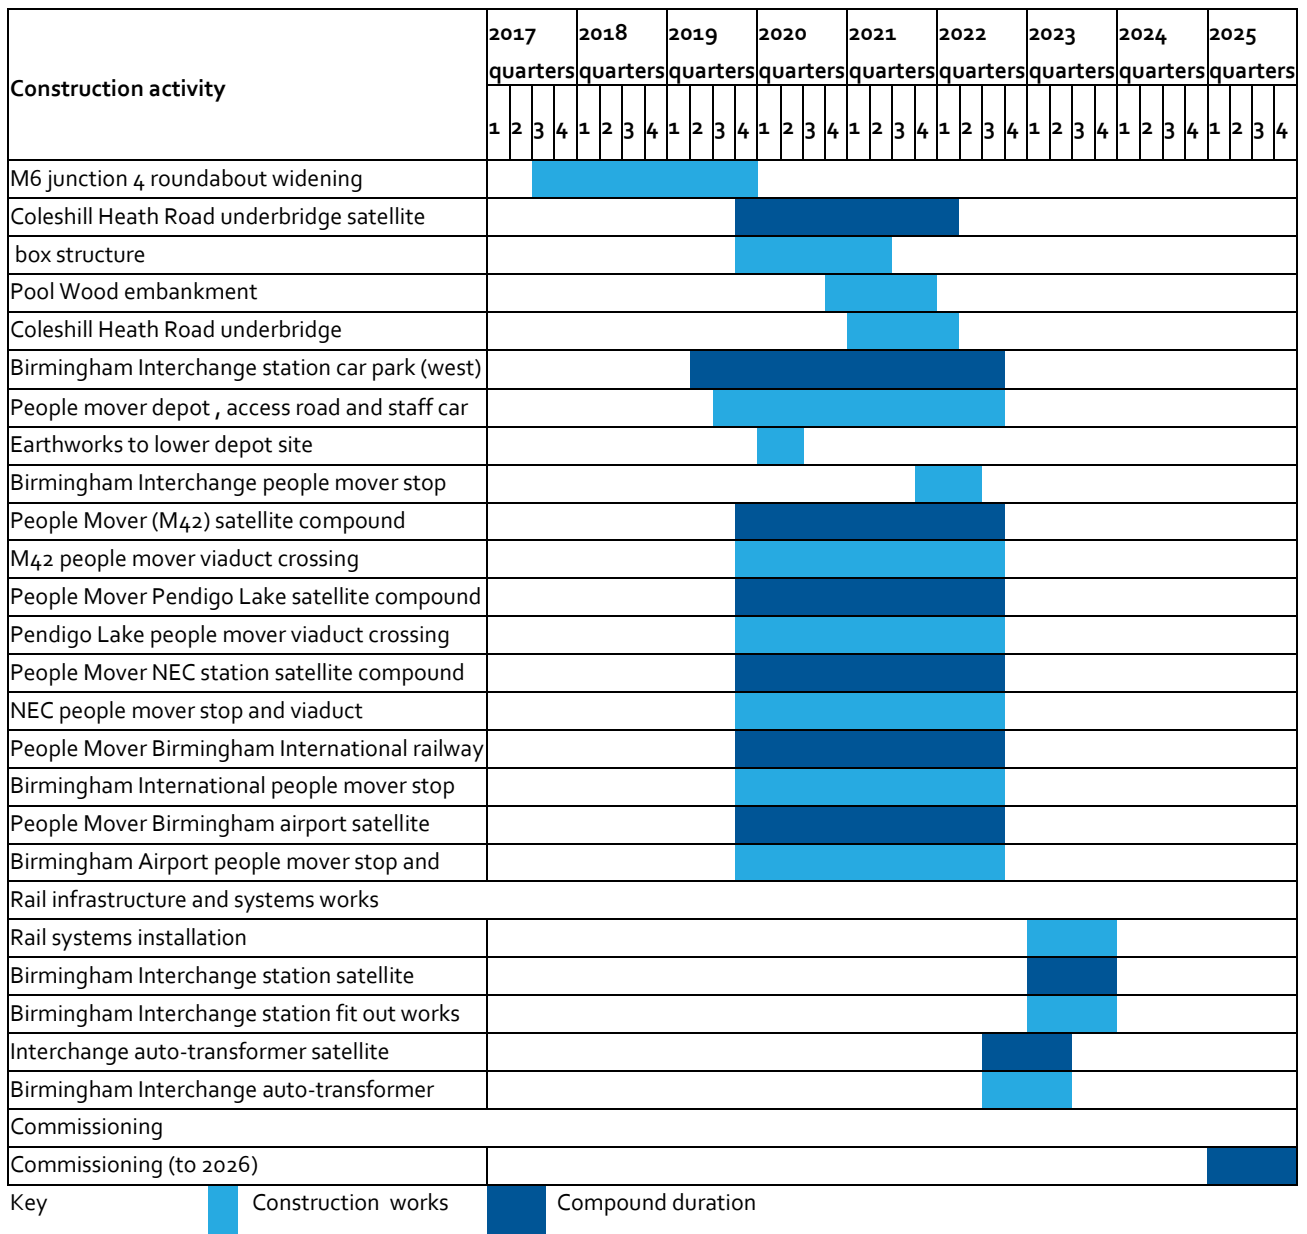 Construction activity
2017 2018 2019 2020 2021 2022 2023 2024 2025
quarters quarters quarters quarters quarters quarters quarters quarters quarters
1 2 3 4 1 2 3 4 1 2 3 4 1 2 3 4 1 2 3 4 1 2 3 4 1 2 3 4 1 2 3 4 1 2 3 4
M6 junction 4 roundabout widening
Coleshill Heath Road underbridge satellite
box structure
Pool Wood embankment
Coleshill Heath Road underbridge
Birmingham Interchange station car park (west)
People mover depot , access road and staff car
Earthworks to lower depot site
Birmingham Interchange people mover stop
People Mover (M42) satellite compound
M42 people mover viaduct crossing
People Mover Pendigo Lake satellite compound
Pendigo Lake people mover viaduct crossing
People Mover NEC station satellite compound
NEC people mover stop and viaduct
People Mover Birmingham International railway
Birmingham International people mover stop
People Mover Birmingham airport satellite
Birmingham Airport people mover stop and
Rail infrastructure and systems works
Rail systems installation
Birmingham Interchange station satellite
Birmingham Interchange station fit out works
Interchange auto-transformer satellite
Birmingham Interchange auto-transformer
Commissioning
Commissioning (to 2026)
Key Construction works Compound duration